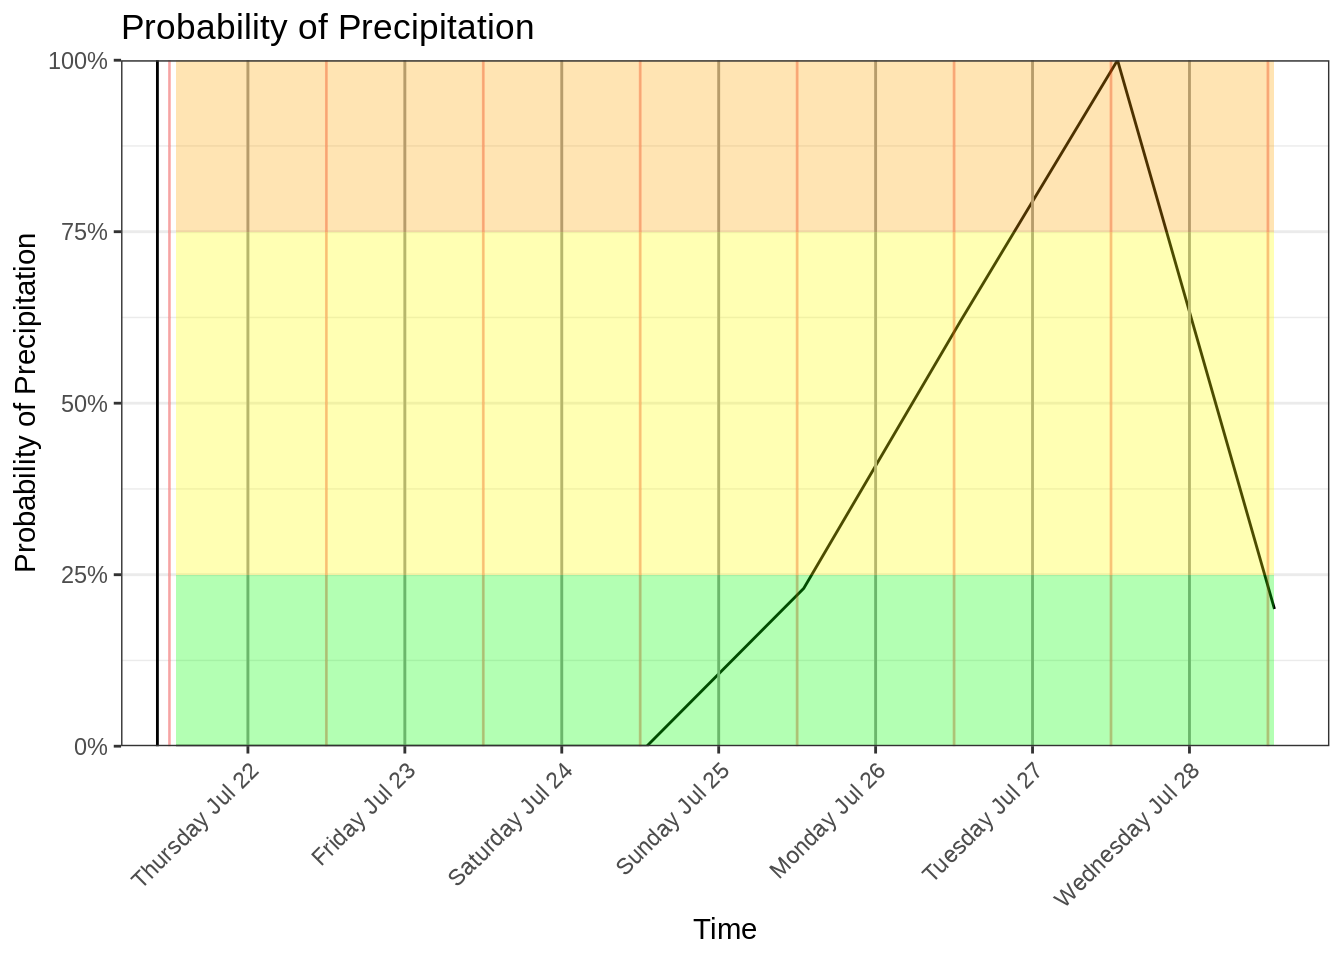 Probability of Precipitation
Probability of Precipitation
100%
75%
50%
25%
0%
Thursday Jul 22
Friday Jul 23
Saturday Jul 24
Sunday Jul 25
Monday Jul 26
Tuesday Jul 27
Wednesday Jul 28
Time